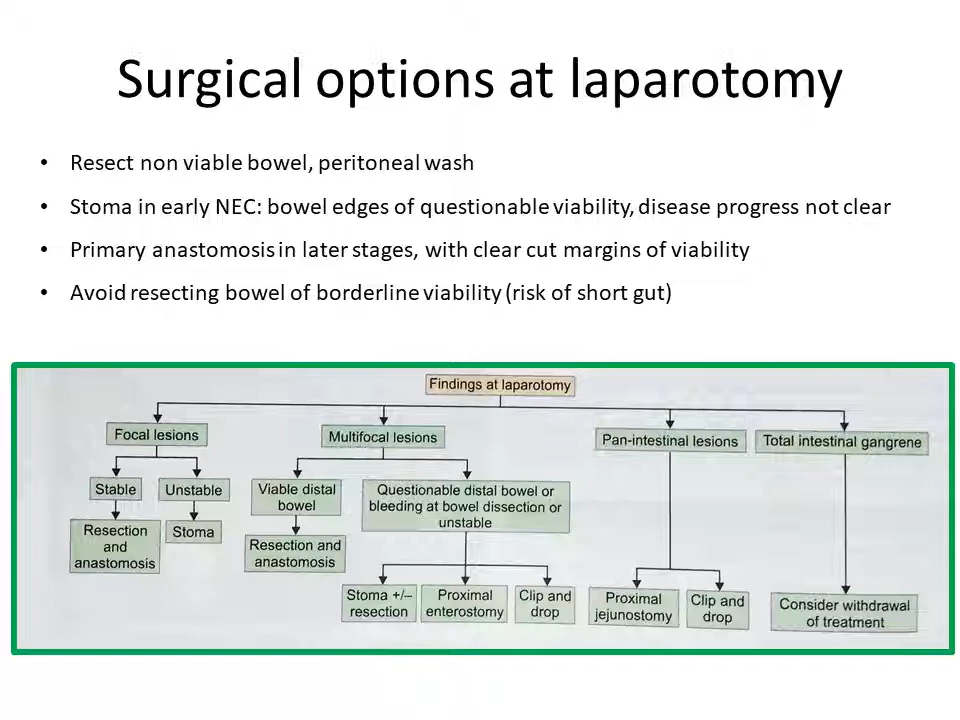 Surgical options at laparotomy
• Resect non viable bowel, peritoneal wash
• Stoma in early NEC: bowel edges of questionable viability, disease progress not clear
• Primary anastomosis in later stages, with clear cut margins of viability
• Avoid resecting bowel of borderline viability (risk of short gut)
Findings at laparotomy
Focal lesions
Multifocal lesions
Pan-intestinal lesions
Total intestinal gangrene
Stable
Unstable
Viable distal
bowel
Questionable distal bowel or
bleeding at bowel dissection or
unstable
Resection
and
anastomosis
Stoma
Resection and
anastomosis
Stoma +/–
resection
Proximal
enterostomy
Clip and
drop
Proximal
jejunostomy
Clip and
drop
Consider withdrawal
of treatment